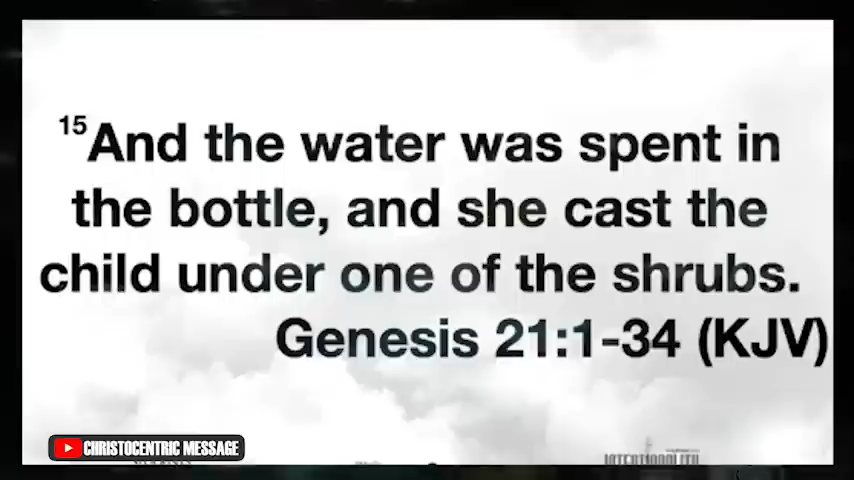 15And the water was spent in
the bottle, and she cast the
child under one of the shrubs.
Genesis 21:1-34 (KJV)
CHRISTOCENTRIC MESSAGE